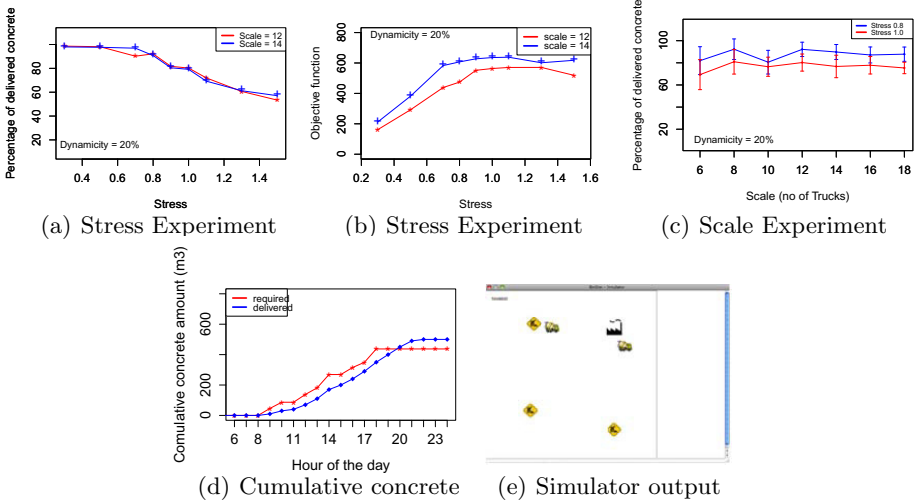 Percentage of delivered concrete
80
60
40
20
Scale = 12
Scale = 14
Dynamicity = 20%
0.4 0.6 0.8 1.0 1.2 1.4
Stress
(a) Stress Experiment
Objective function
800
600
400
200
0
Dynamicity = 20%
scale = 12
scale = 14
0.4 0.6 0.8 1.0 1.2 1.4 1.6
Stress
(b) Stress Experiment
Percentage of delivered concrete
100
80
60
40
20
Stress 0.8
Stress 1.0
Dynamicity = 20%
6 8 10 12 14 16 18
Scale (no of Trucks)
(c) Scale Experiment
Comulative concrete amount (m3)
600
200
0
required
delivered
6 8 11 14 17 20 23
Hour of the day
(d) Cumulative concrete
(e) Simulator output